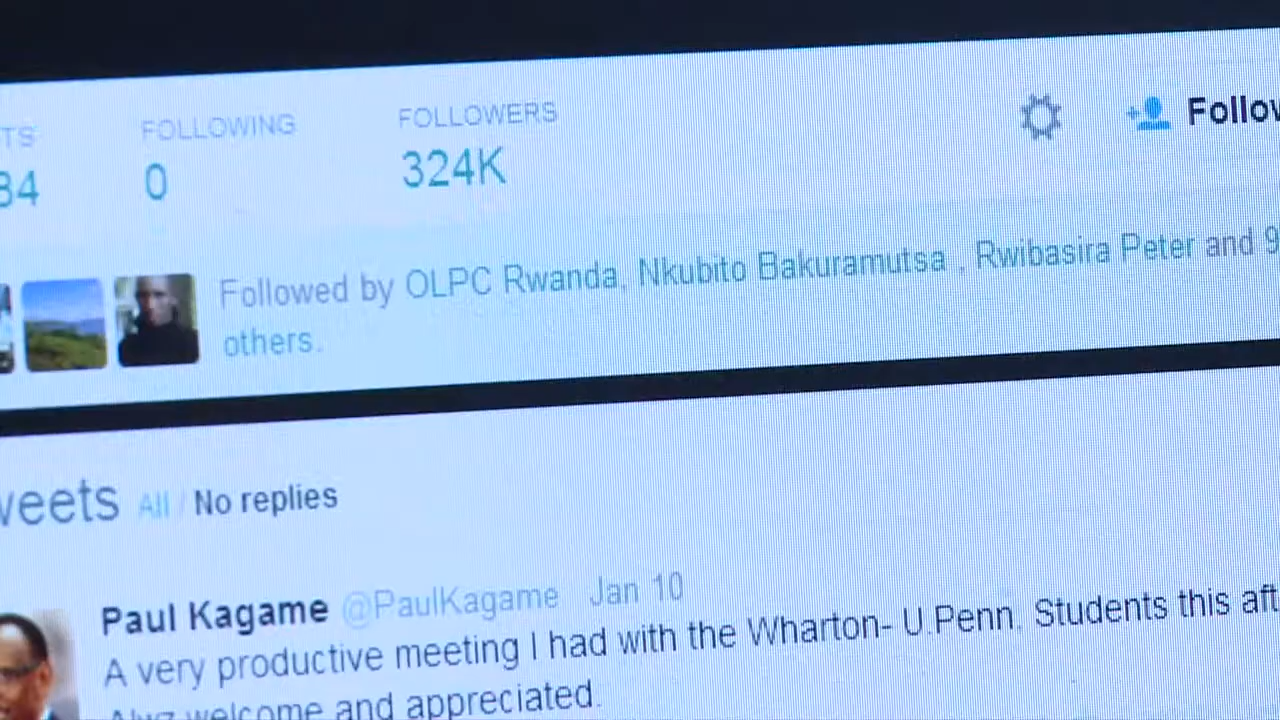 TS FOLLOWING FOLLOWERS
34 0 324K Follow
Followed by OLPC Rwanda, Nkubito Bakuramutsa , Rwibasira Peter and 9
others.
weets All / No replies
Paul Kagame @PaulKagame Jan 10
A very productive meeting I had with the Wharton- U.Penn. Students this aft
Alwz welcome and appreciated.